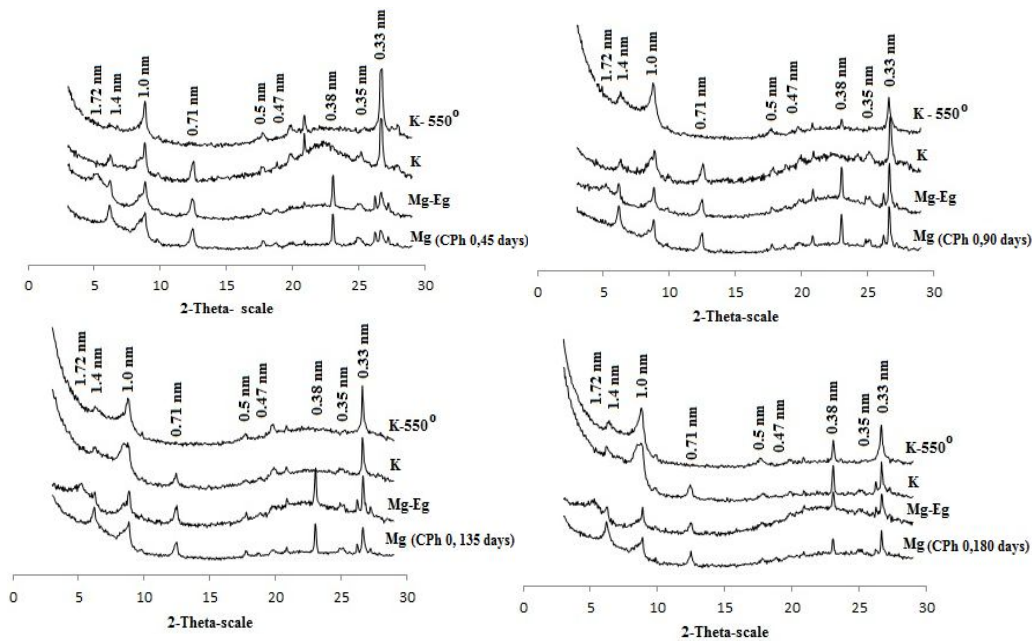 1.72 nm
1.4 nm
1.0 nm
0.71 nm
0.5 nm
0.47 nm
0.38 nm
0.35 nm
0.33 nm
K- 550°
K
Mg-Eg
Mg (CPh 0,45 days)
0 5 10 15 20 25 30
2-Theta- scale
1.72 nm
1.4 nm
1.0 nm
0.71 nm
0.5 nm
0.47 nm
0.38 nm
0.35 nm
0.33 nm
K - 550°
K
Mg-Eg
Mg (CPh 0,90 days)
0 5 10 15 20 25 30
2-Theta-scale
1.72 nm
1.4 nm
1.0 nm
0.71 nm
0.5 nm
0.47 nm
0.38 nm
0.35 nm
0.33 nm
K-550°
K
Mg-Eg
Mg (CPh 0, 135 days)
0 5 10 15 20 25 30
2-Theta-scale
1.72 nm
1.4 nm
1.0 nm
0.71 nm
0.5 nm
0.47 nm
0.38 nm
0.35 nm
0.33 nm
K-550°
K
Mg-Eg
Mg (CPh 0,180 days)
0 5 10 15 20 25 30
2-Theta-scale